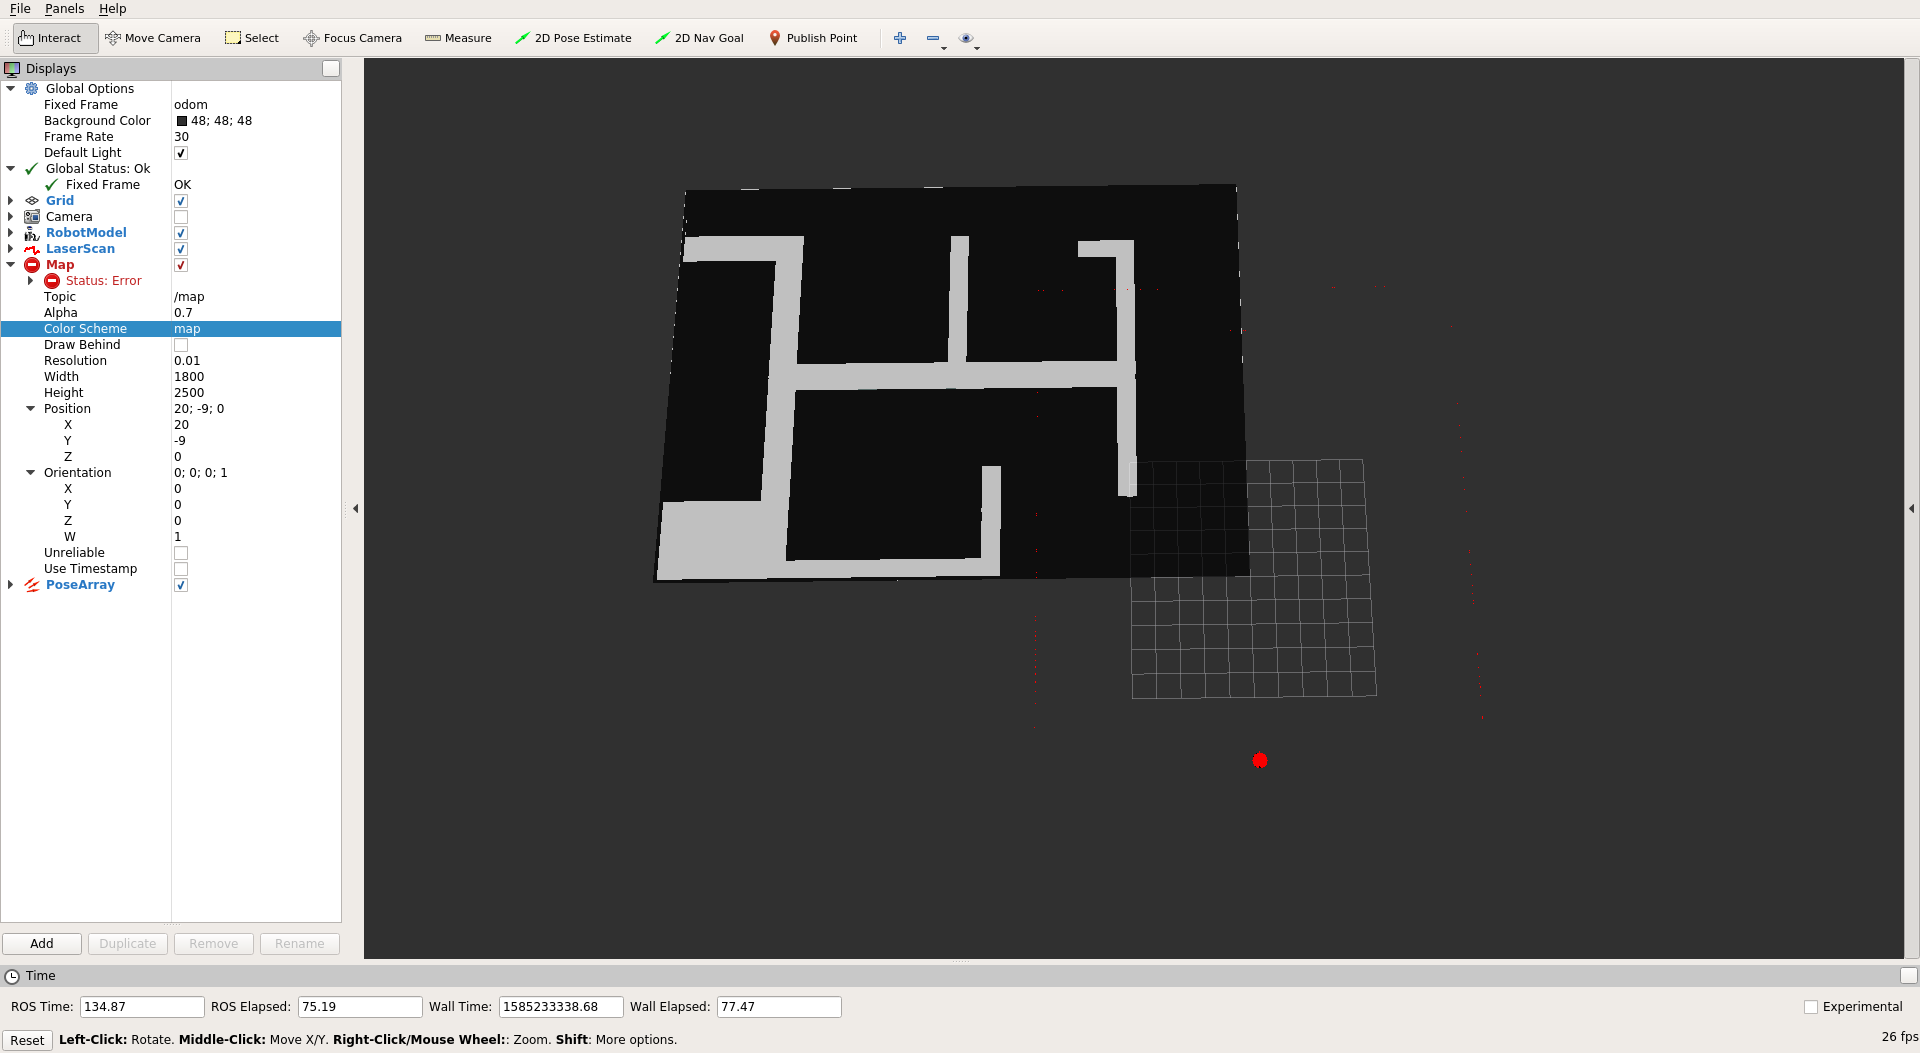 File Panels Help
Interact Move Camera Select Focus Camera Measure 2D Pose Estimate 2D Nav Goal Publish Point
Displays
Global Options
Fixed Frame odom
Background Color 48; 48; 48
Frame Rate 30
Default Light
Global Status: Ok
Fixed Frame OK
Grid
Camera
RobotModel
LaserScan
Map
Status: Error
Topic /map
Alpha 0.7
Color Scheme map
Draw Behind
Resolution 0.01
Width 1800
Height 2500
Position 20; -9; 0
X 20
Y -9
Z 0
Orientation 0; 0; 0; 1
X 0
Y 0
Z 0
W 1
Unreliable
Use Timestamp
PoseArray
Add Duplicate Remove Rename
Time
ROS Time: 134.87 ROS Elapsed: 75.19 Wall Time: 1585233338.68 Wall Elapsed: 77.47 Experimental
Reset Left-Click: Rotate. Middle-Click: Move X/Y. Right-Click/Mouse Wheel:: Zoom. Shift: More options. 26 fps